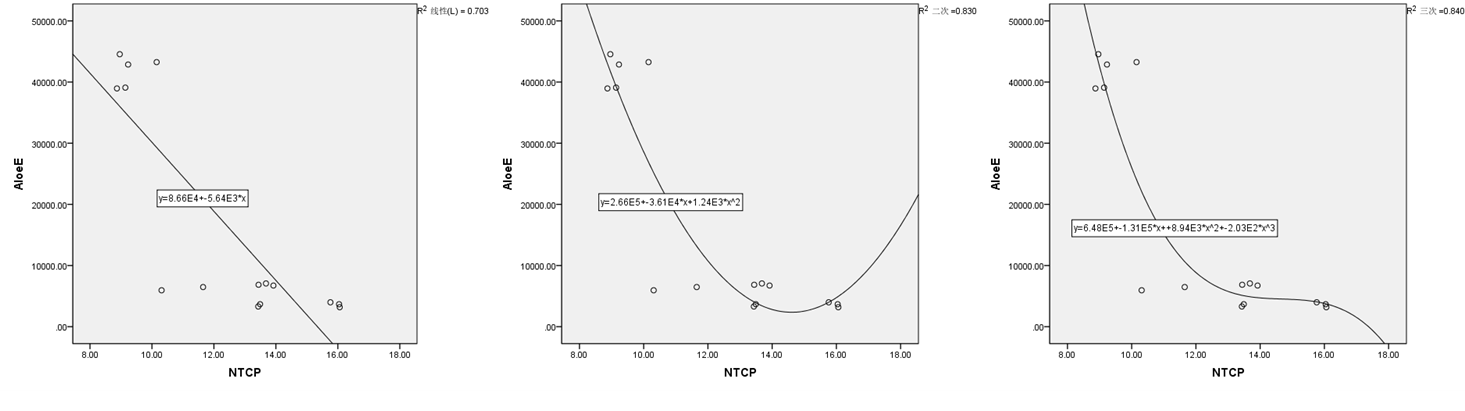 R² 线性(L) = 0.703
50000.00
40000.00
30000.00
20000.00
10000.00
.00
AloeE
y=8.66E4+-5.64E3*x
8.00 10.00 12.00 14.00 16.00 18.00
NTCP
R² 二次 =0.830
50000.00
40000.00
30000.00
20000.00
10000.00
.00
AloeE
y=2.66E5+-3.61E4*x+1.24E3*x^2
8.00 10.00 12.00 14.00 16.00 18.00
NTCP
R² 三次 =0.840
50000.00
40000.00
30000.00
20000.00
10000.00
.00
AloeE
y=6.48E5+-1.31E5*x++8.94E3*x^2+-2.03E2*x^3
8.00 10.00 12.00 14.00 16.00 18.00
NTCP